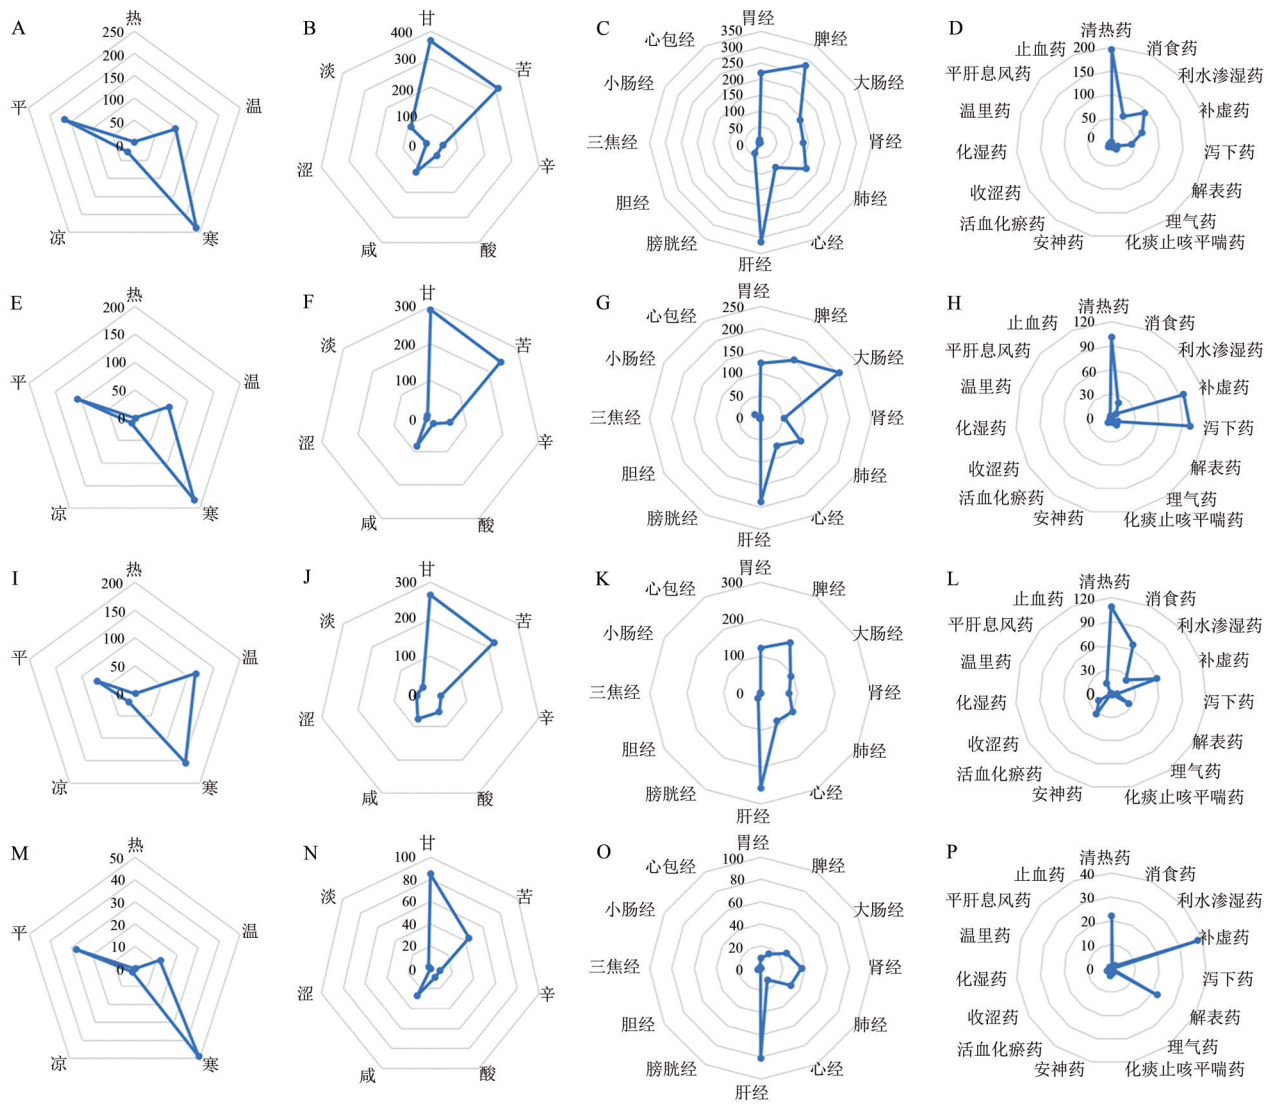 A
热
250
200
150
100
50
0
温
寒
凉
平
B
甘
400
300
200
100
0
苦
辛
酸
咸
涩
淡
C
胃经
350
300
250
200
150
100
50
0
脾经
大肠经
肾经
肺经
心经
肝经
膀胱经
胆经
三焦经
小肠经
心包经
D
清热药
200
150
100
50
0
消食药
利水渗湿药
补虚药
泻下药
解表药
理气药
化痰止咳平喘药
安神药
活血化瘀药
收涩药
化湿药
温里药
平肝息风药
止血药
E
热
200
150
100
50
0
温
寒
凉
平
F
甘
300
200
100
0
苦
辛
酸
咸
涩
淡
G
胃经
250
200
150
100
50
0
脾经
大肠经
肾经
肺经
心经
肝经
膀胱经
胆经
三焦经
小肠经
心包经
H
清热药
120
90
60
30
0
消食药
利水渗湿药
补虚药
泻下药
解表药
理气药
化痰止咳平喘药
安神药
活血化瘀药
收涩药
化湿药
温里药
平肝息风药
止血药
I
热
200
150
100
50
0
温
寒
凉
平
J
甘
300
200
100
0
苦
辛
酸
咸
涩
淡
K
胃经
300
200
100
0
脾经
大肠经
肾经
肺经
心经
肝经
膀胱经
胆经
三焦经
小肠经
心包经
L
清热药
120
90
60
30
0
消食药
利水渗湿药
补虚药
泻下药
解表药
理气药
化痰止咳平喘药
安神药
活血化瘀药
收涩药
化湿药
温里药
平肝息风药
止血药
M
热
50
40
30
20
10
0
温
寒
凉
平
N
甘
100
80
60
40
20
0
苦
辛
酸
咸
涩
淡
O
胃经
100
80
60
40
20
0
脾经
大肠经
肾经
肺经
心经
肝经
膀胱经
胆经
三焦经
小肠经
心包经
P
清热药
40
30
20
10
0
消食药
利水渗湿药
补虚药
泻下药
解表药
理气药
化痰止咳平喘药
安神药
活血化瘀药
收涩药
化湿药
温里药
平肝息风药
止血药